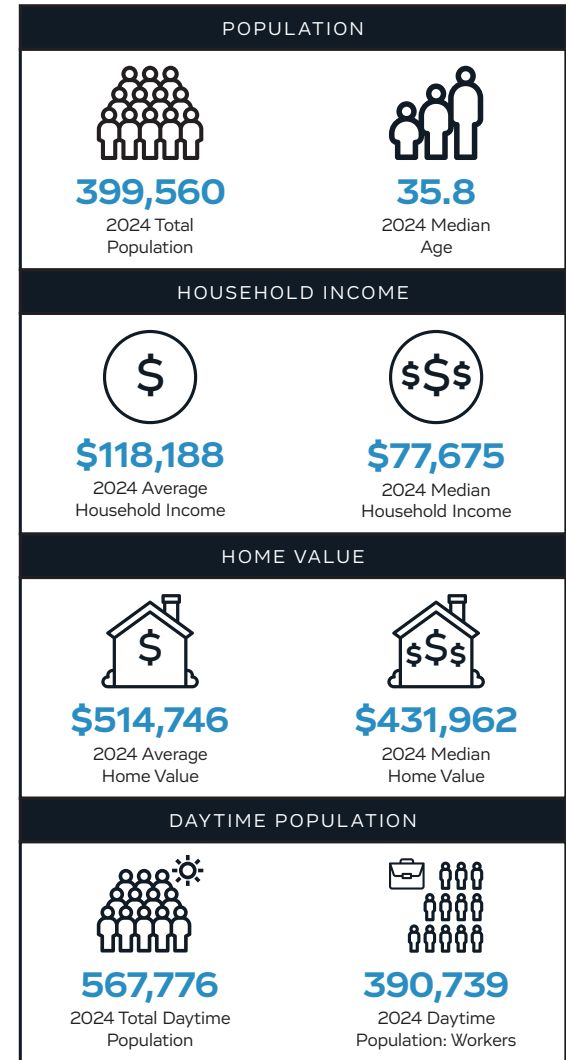 POPULATION
399,560
2024 Total
Population
35.8
2024 Median
Age
HOUSEHOLD INCOME
$
$118,188
2024 Average
Household Income
$$$
$77,675
2024 Median
Household Income
HOME VALUE
$
$514,746
2024 Average
Home Value
$$$
$431,962
2024 Median
Home Value
DAYTIME POPULATION
567,776
2024 Total Daytime
Population
390,739
2024 Daytime
Population: Workers